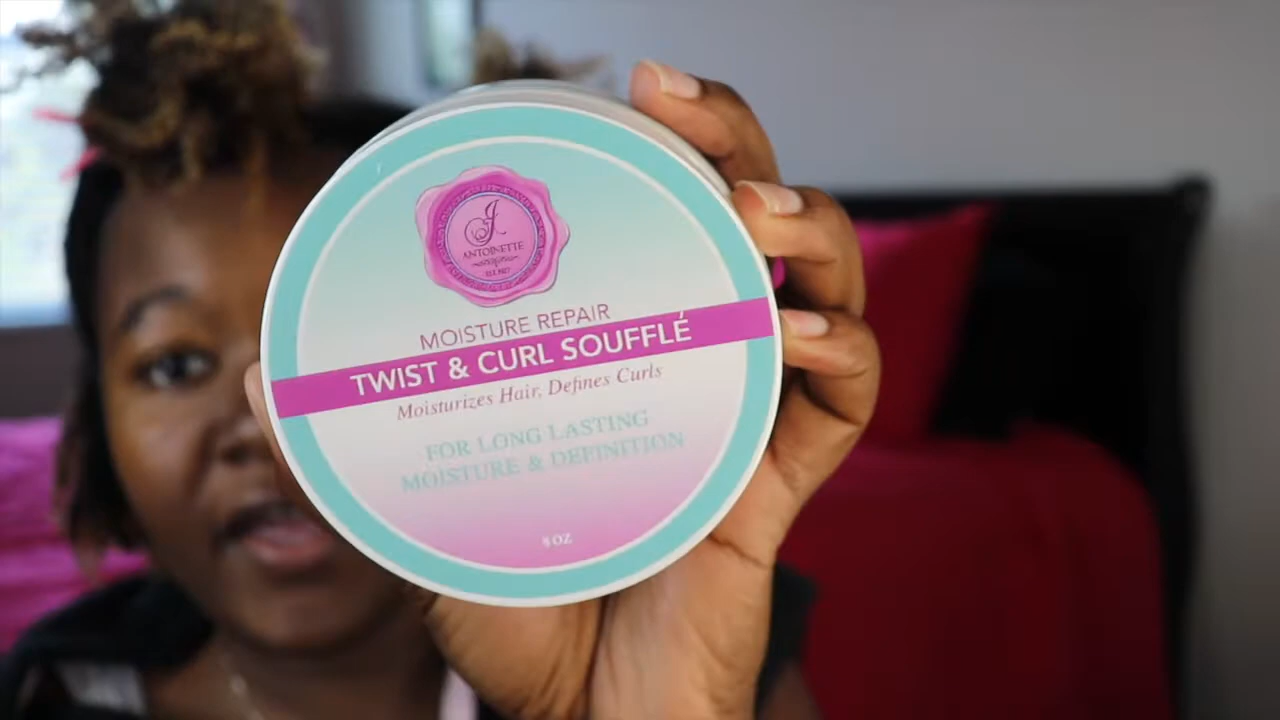 J
ANTOINETTE
MOISTURE REPAIR
TWIST & CURL SOUFFLÉ
Moisturizes Hair, Defines Curls
FOR LONG LASTING
MOISTURE & DEFINITION
8 OZ